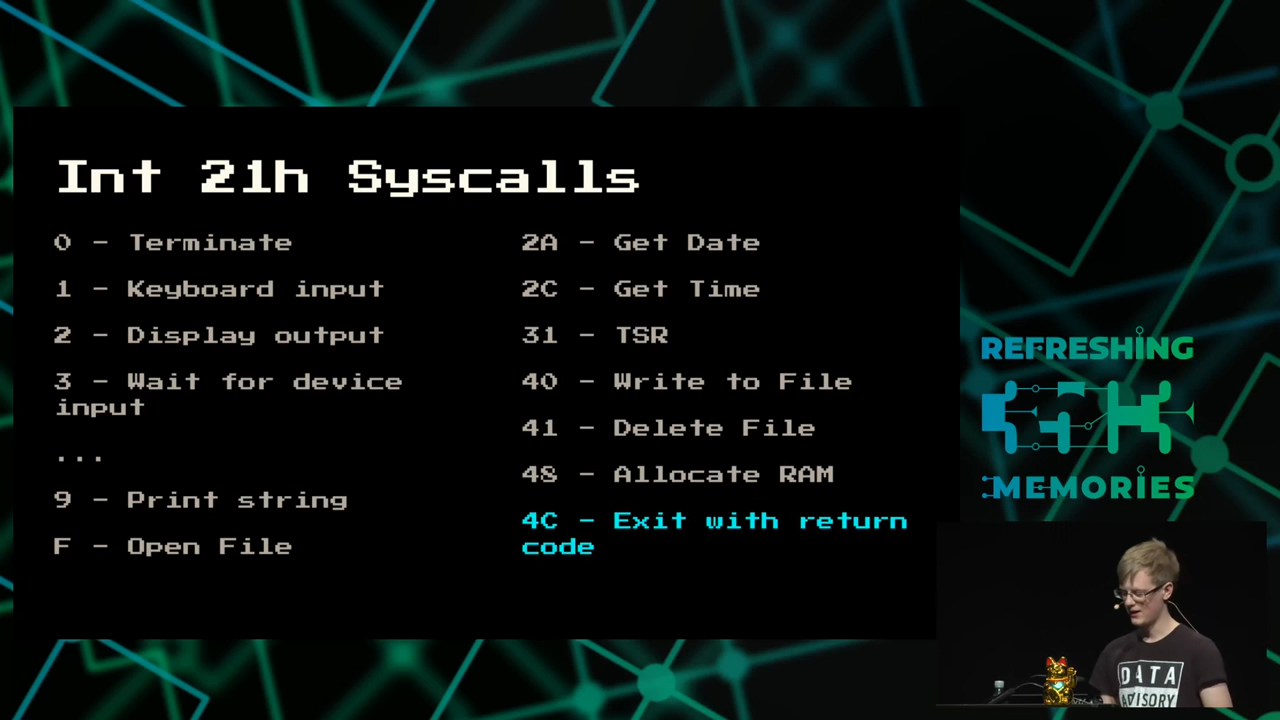 Int 21h Syscalls
0 - Terminate
1 - Keyboard input
2 - Display output
3 - Wait for device
input
...
9 - Print string
F - Open File
2A - Get Date
2C - Get Time
31 - TSR
40 - Write to File
41 - Delete File
48 - Allocate RAM
4C - Exit with return
code
REFRESHING
35C3
MEMORIES
DATA
ADVISORY